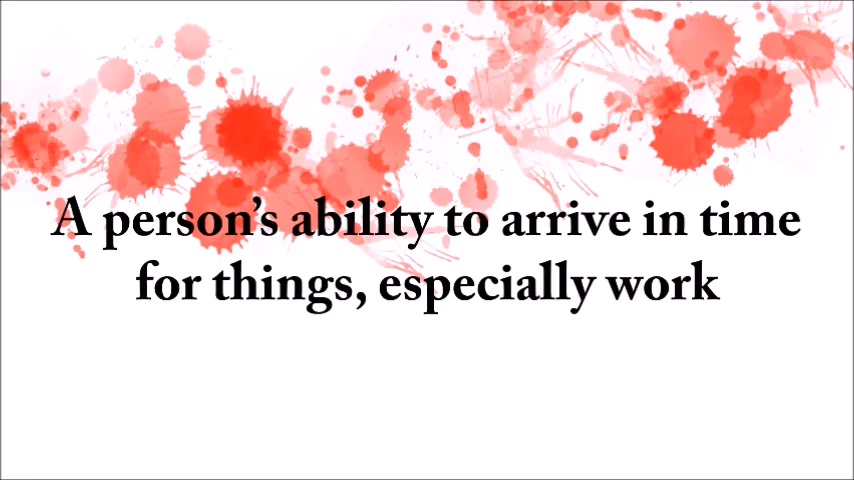 A person’s ability to arrive in time
for things, especially work